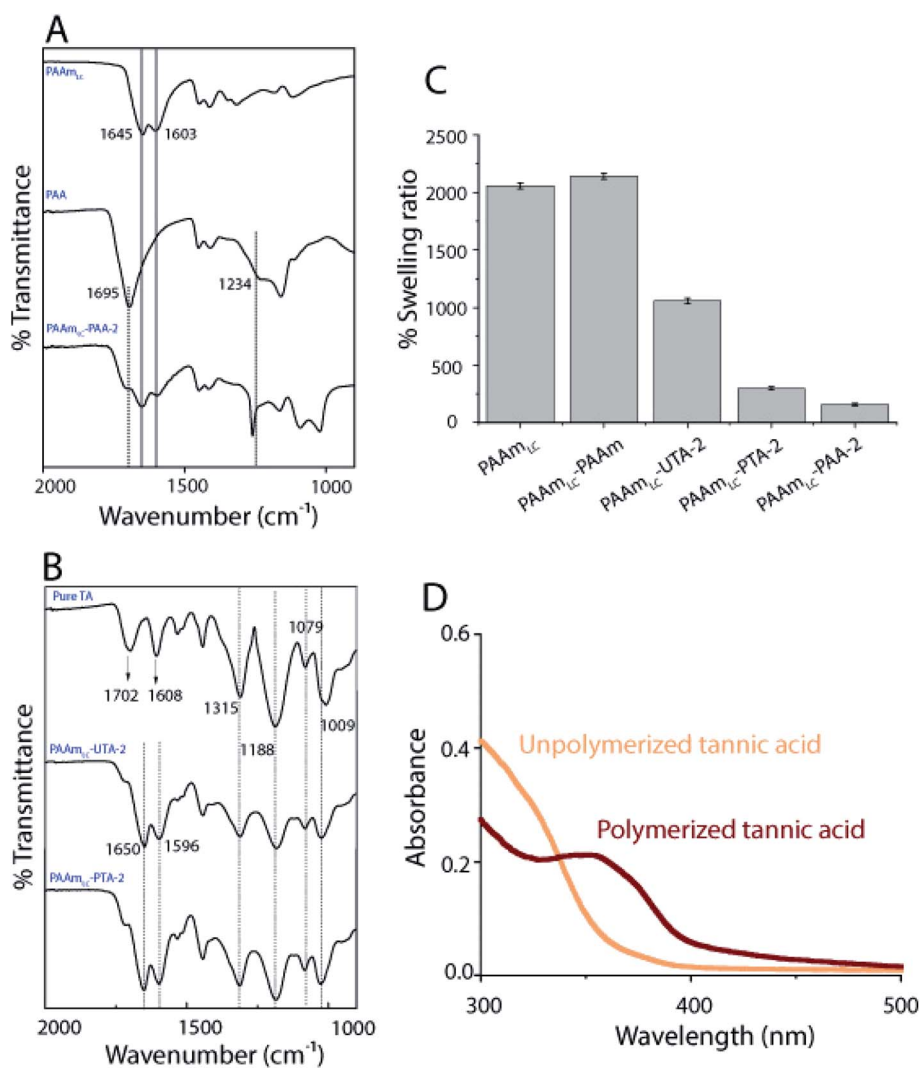 A
PAAmLC
1645
1603
PAA
1695
1234
PAAmLC-PAA-2
% Transmittance
2000
1500
1000
Wavenumber (cm-1)
C
2500
2000
1500
1000
500
0
% Swelling ratio
PAAmLC
PAAmLC-PAAm
PAAmLC-UTA-2
PAAmLC-PTA-2
PAAmLC-PAA-2
B
Pure TA
1702
1608
1315
1188
1079
1009
PAAmLC-UTA-2
1650
1596
PAAmLC-PTA-2
% Transmittance
2000
1500
1000
Wavenumber (cm-1)
D
0.6
0.4
0.2
0.0
Absorbance
Unpolymerized tannic acid
Polymerized tannic acid
300
400
500
Wavelength (nm)